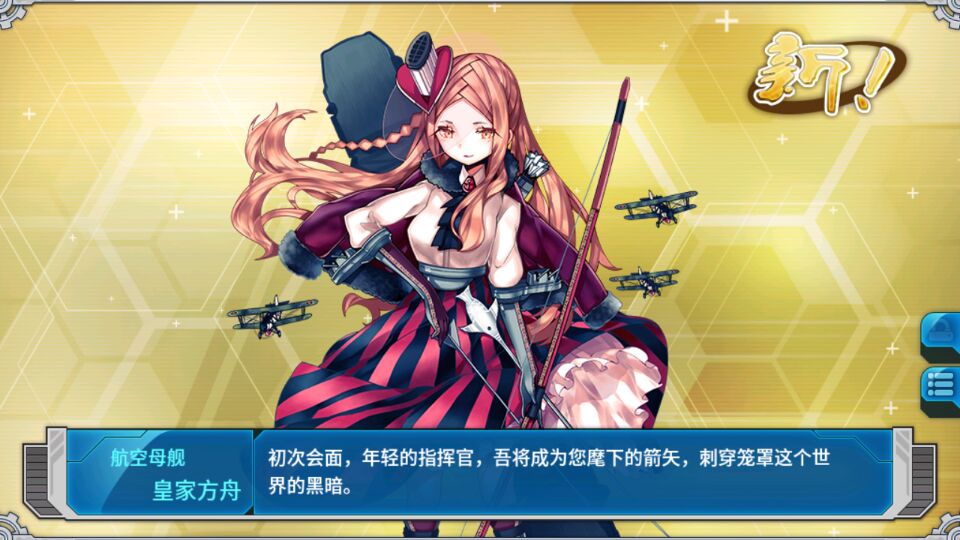 新！
航空母舰
皇家方舟
初次会面，年轻的指挥官，吾将成为您麾下的箭矢，刺穿笼罩这个世
界的黑暗。